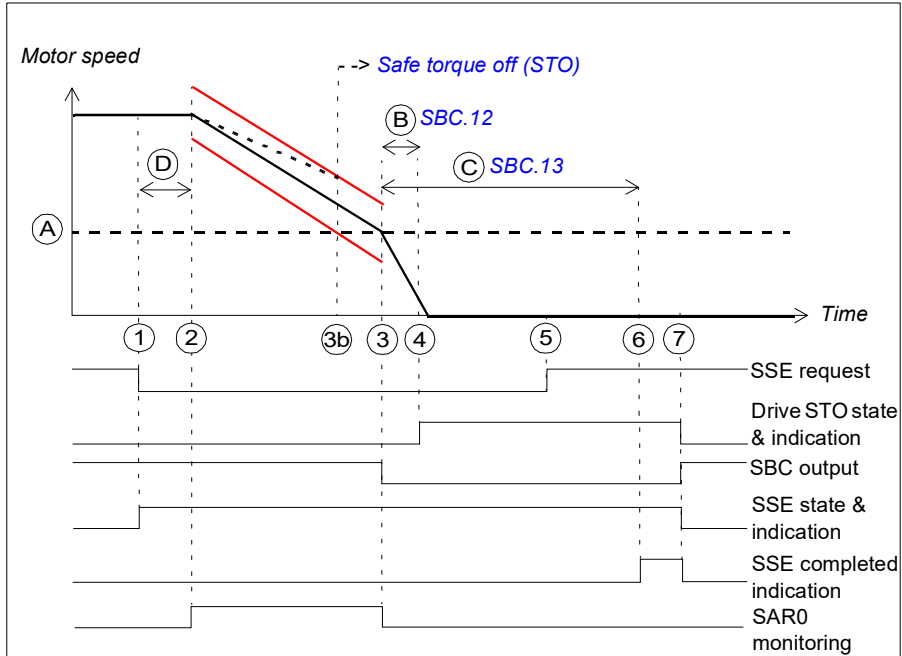 Motor speed
Safe torque off (STO)
B SBC.12
D
C SBC.13
A
Time
1 2 3b 3 4 5 6 7
SSE request
Drive STO state
& indication
SBC output
SSE state &
indication
SSE completed
indication
SAR0
monitoring